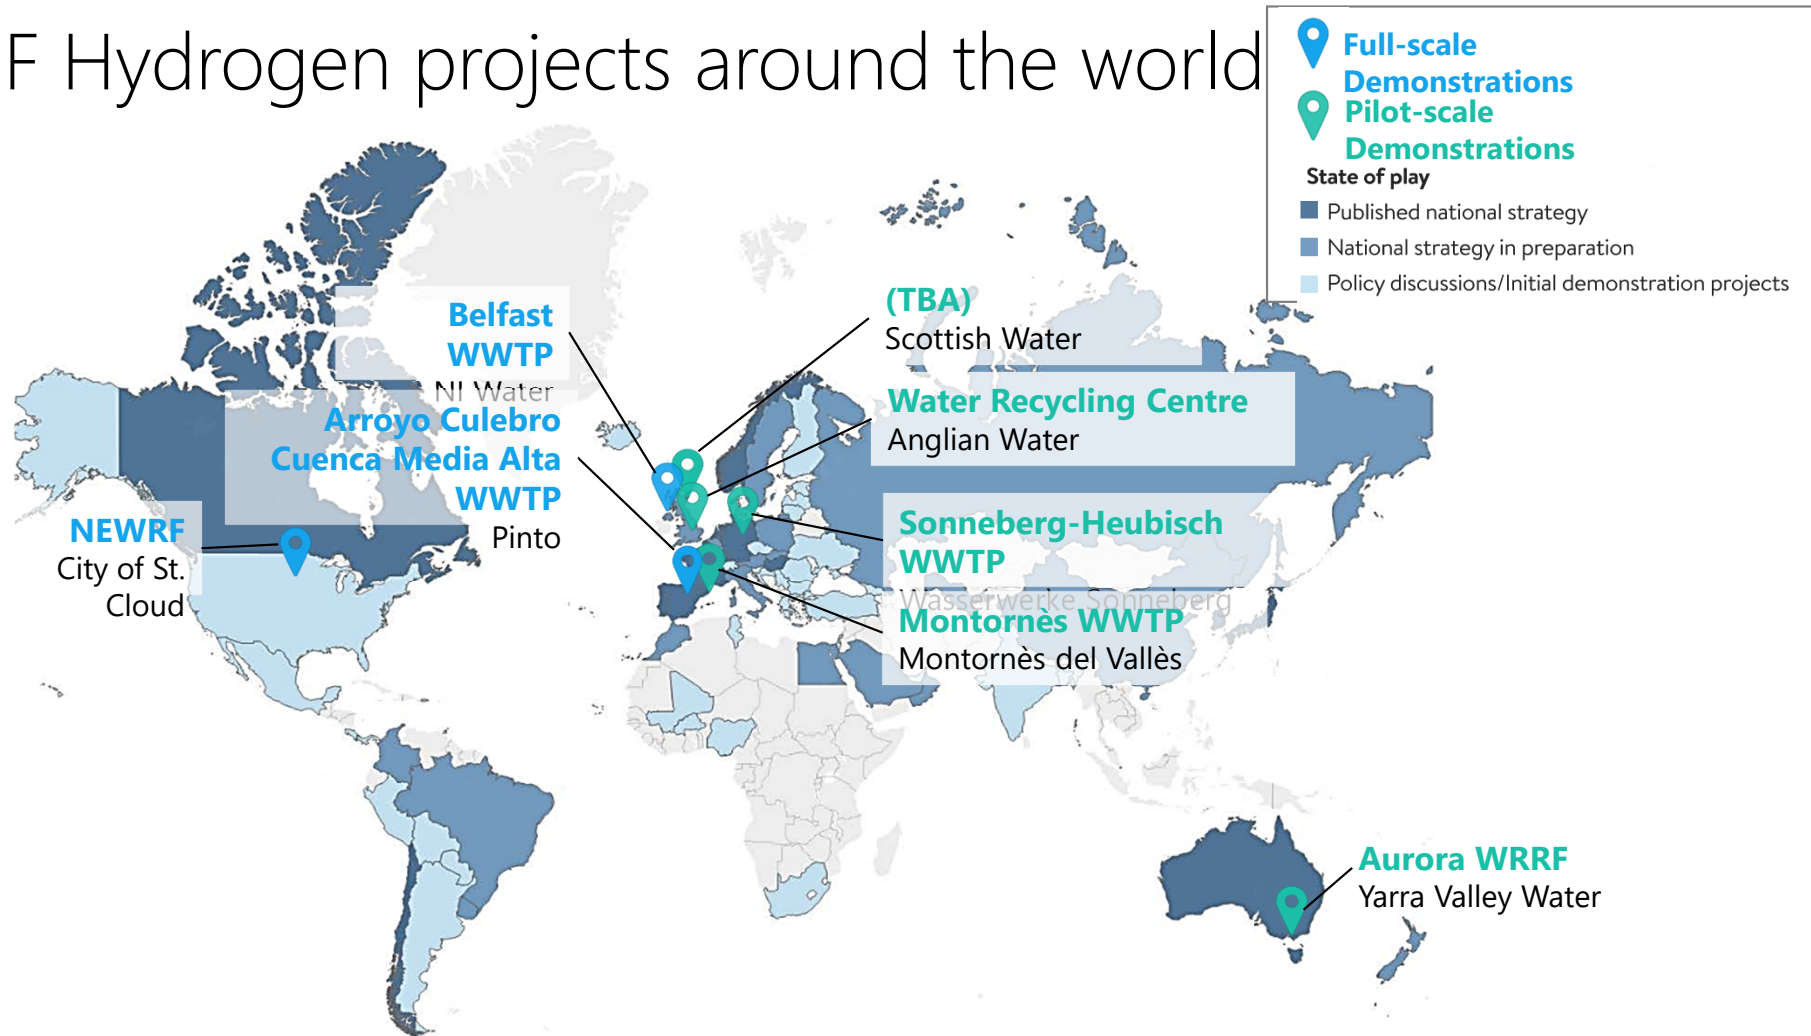 F Hydrogen projects around the world
Full-scale
Demonstrations
Pilot-scale
Demonstrations
State of play
Published national strategy
National strategy in preparation
Policy discussions/Initial demonstration projects
Belfast
WWTP
NI Water
Arroyo Culebro
Cuenca Media Alta
WWTP
Pinto
NEWRF
City of St.
Cloud
(TBA)
Scottish Water
Water Recycling Centre
Anglian Water
Sonneberg-Heubisch
WWTP
Wasserwerke Sonneberg
Montornès WWTP
Montornès del Vallès
Aurora WRRF
Yarra Valley Water